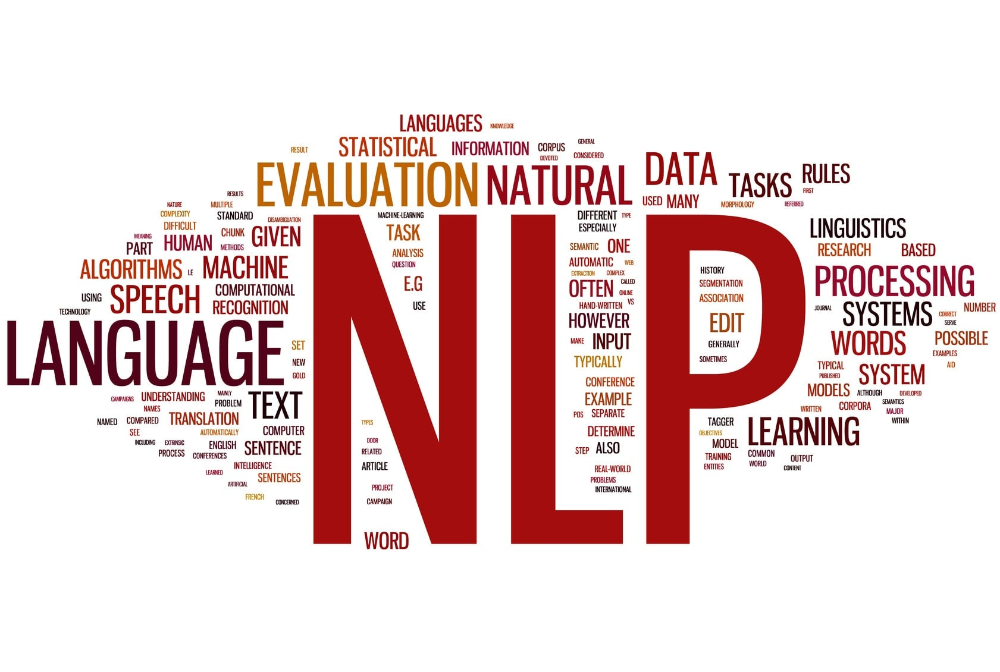 LANGUAGES
KNOWLEDGE
STATISTICAL
INFORMATION
CORPUS
GENERAL
RESULT
DEVOTED
CONSIDERED
EVALUATION
NATURAL
DATA
TASKS
RULES
FIRST
USED
MANY
MORPHOLOGY
REFERRED
RESULTS
NATURE
MULTIPLE
COMPLEXITY
STANDARD
DISAMBIGUATION
DIFFICULT
CHUNK
GIVEN
MEANING
PART
HUMAN
METHODS
ALGORITHMS
I.E
MACHINE
COMPUTATIONAL
USING
SPEECH
RECOGNITION
TECHNOLOGY
LANGUAGE
SET
NEW
GOLD
NLP
MACHINE-LEARNING
TASK
ANALYSIS
QUESTION
E.G
USE
DIFFERENT
TYPE
ESPECIALLY
SEMANTIC
ONE
AUTOMATIC
WEB
EXTRACTION
COMPLEX
OFTEN
CALLED
ONLINE
HAND-WRITTEN
VS
HOWEVER
MAKE
INPUT
TYPICALLY
CONFERENCE
EXAMPLE
POS
SEPARATE
DETERMINE
STEP
ALSO
REAL-WORLD
PROBLEMS
INTERNATIONAL
HISTORY
SEGMENTATION
ASSOCIATION
EDIT
GENERALLY
SOMETIMES
LINGUISTICS
RESEARCH
BASED
PROCESSING
JOURNAL
SYSTEMS
CORRECT
NUMBER
SERVE
WORDS
POSSIBLE
EXAMPLES
TYPICAL
AID
PUBLISHED
SYSTEM
MODELS
ALTHOUGH
DEVELOPED
SEMANTICS
WRITTEN
CORPORA
MAJOR
WITHIN
TAGGER
OBJECTIVES
LEARNING
MODEL
TRAINING
COMMON
OUTPUT
ENTITIES
WORLD
CONTENT
CAMPAIGNS
UNDERSTANDING
MAINLY
NAMES
PROBLEM
TEXT
NAMED
COMPARED
TRANSLATION
SEE
AUTOMATICALLY
COMPUTER
INCLUDING
EXTRINSIC
ENGLISH
SENTENCE
PROCESS
CONFERENCES
INTELLIGENCE
LEARNED
SENTENCES
ARTIFICIAL
FRENCH
CONCERNED
TYPES
DOOR
RELATED
ARTICLE
PROJECT
CAMPAIGN
WORD